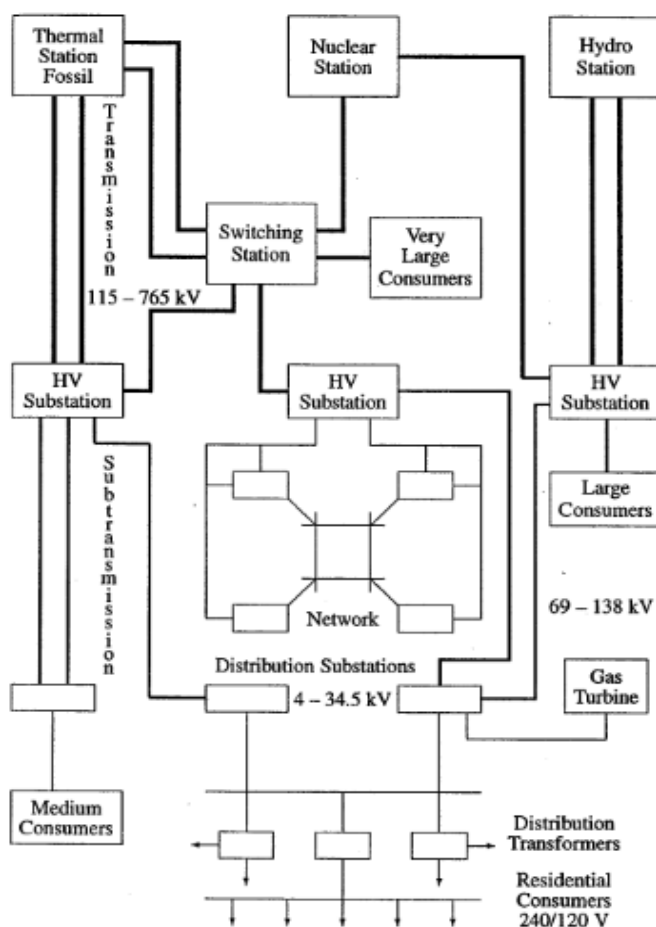 Thermal
Station
Fossil
Nuclear
Station
Hydro
Station
Transmission
Switching
Station
Very
Large
Consumers
115 – 765 kV
HV
Substation
HV
Substation
HV
Substation
Subtransmission
Large
Consumers
Network
69 – 138 kV
Distribution Substations
4 – 34.5 kV
Gas
Turbine
Medium
Consumers
Distribution
Transformers
Residential
Consumers
240/120 V